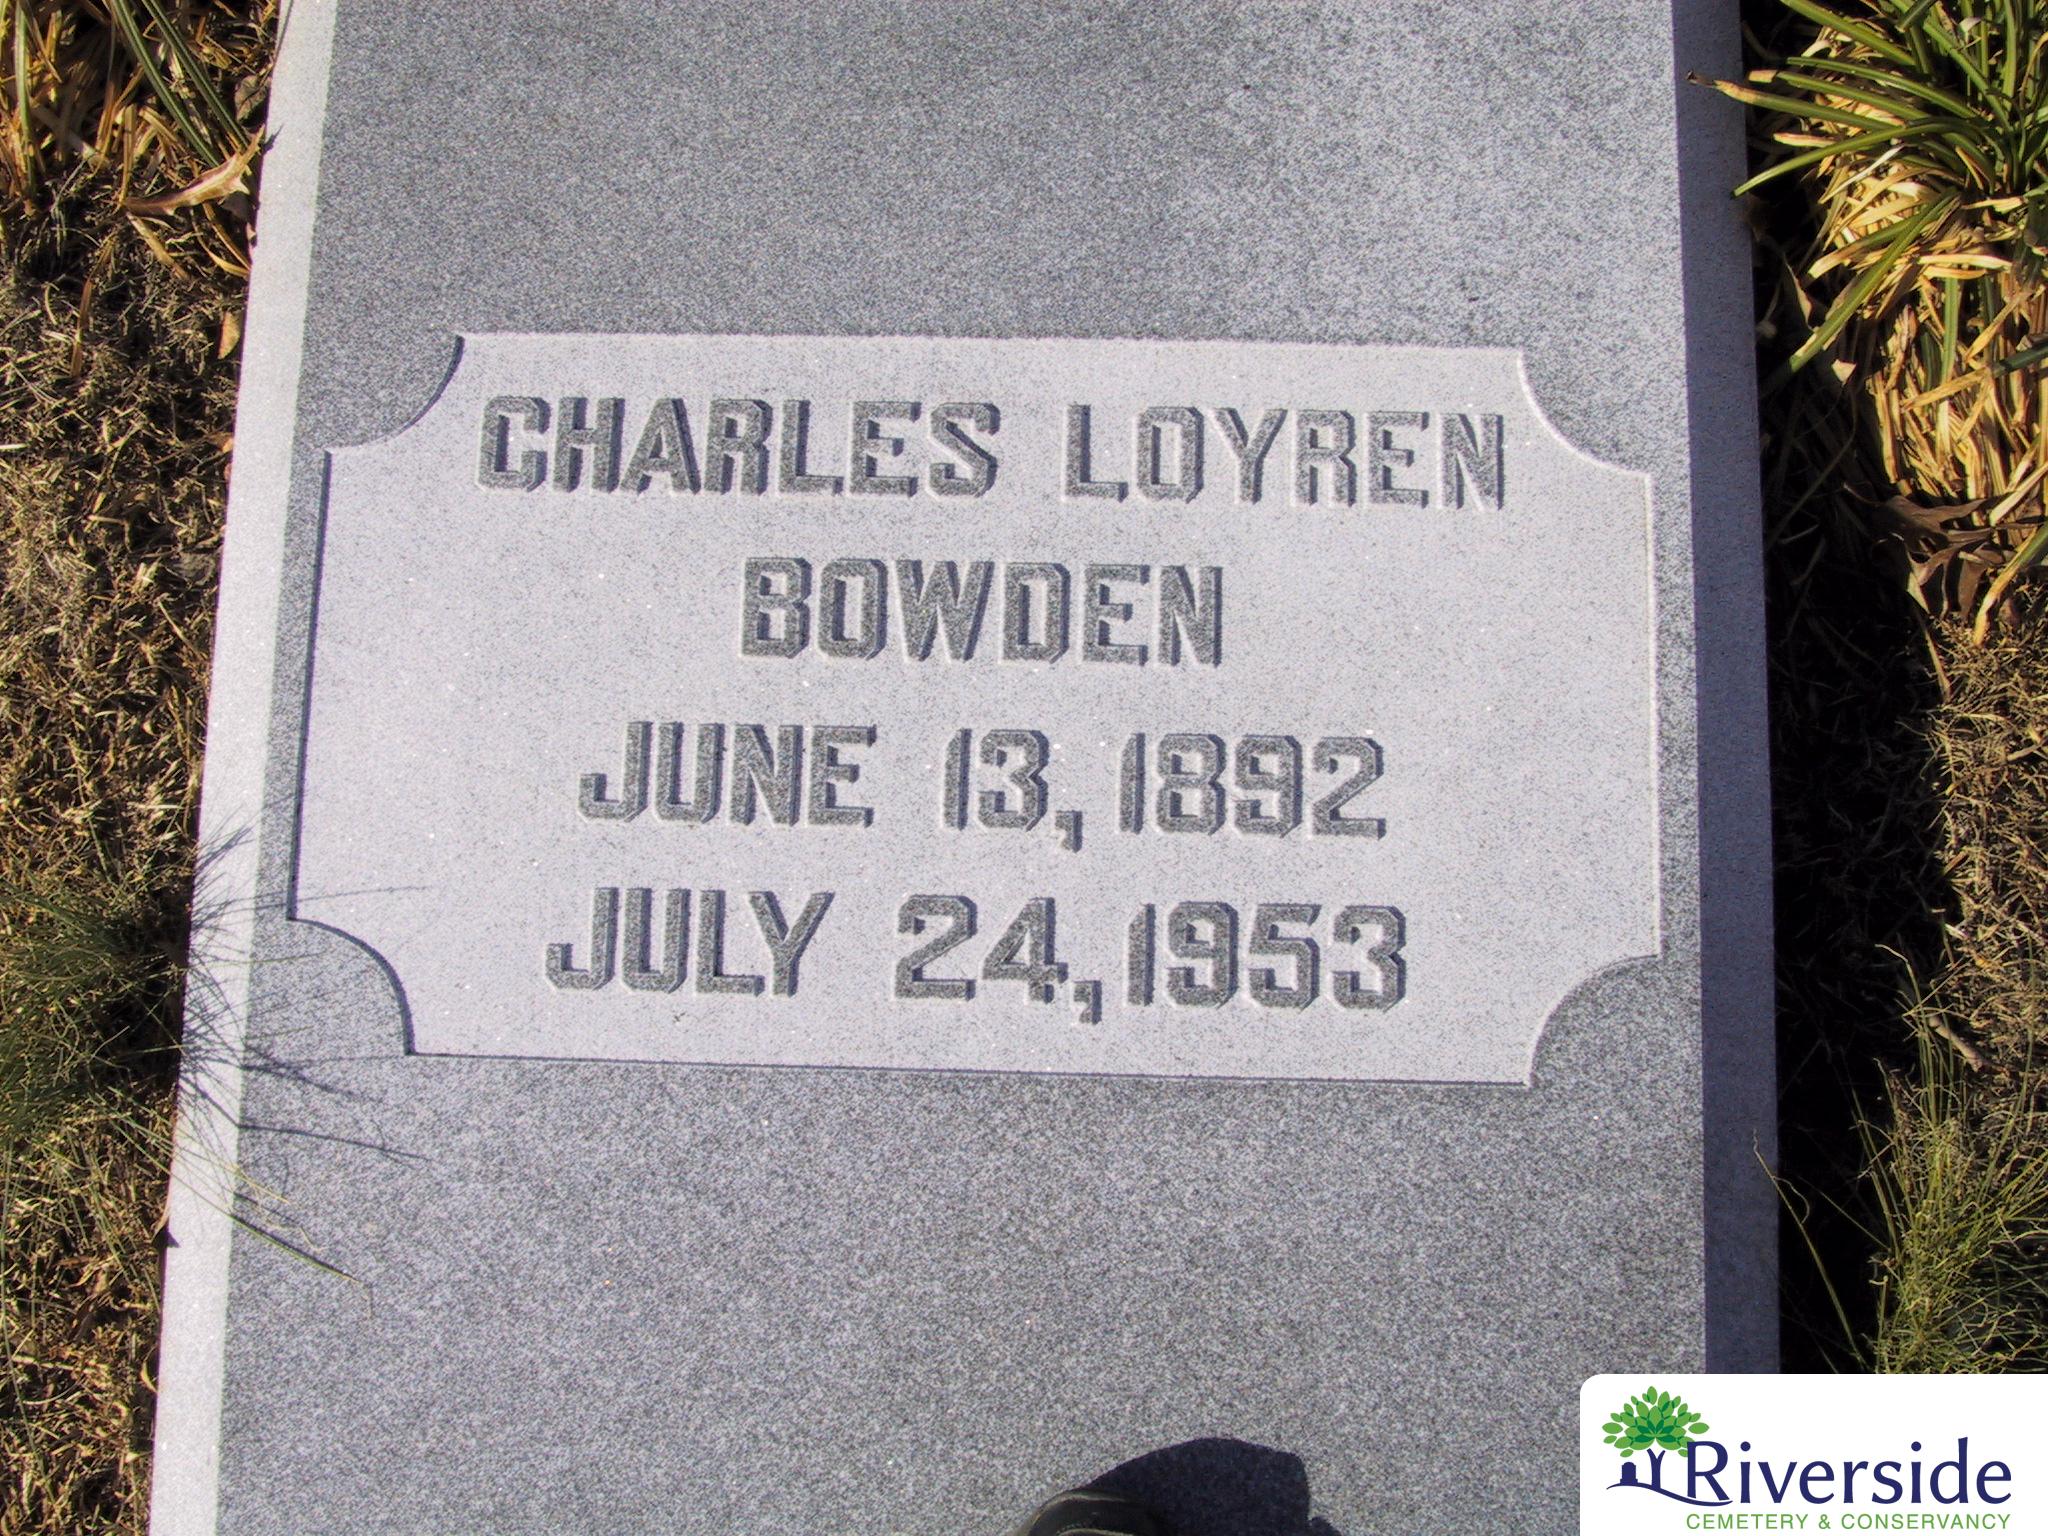 CHARLES LOYREN
BOWDEN
JUNE 13, 1892
JULY 24, 1953
Riverside
CEMETERY & CONSERVANCY